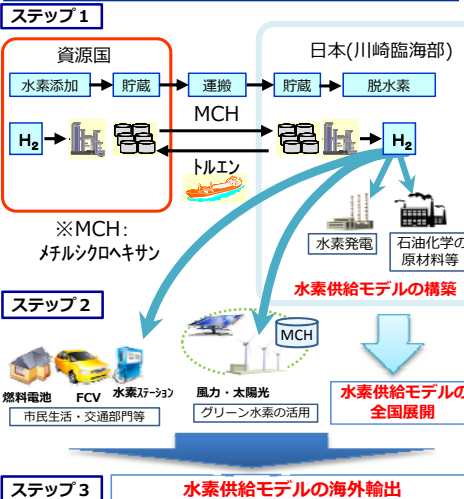 ステップ1
資源国
日本(川崎臨海部)
水素添加
貯蔵
運搬
貯蔵
脱水素
MCH
H₂
H₂
トルエン
※MCH：
メチルシクロヘキサン
水素発電
石油化学の
原材料等
水素供給モデルの構築
ステップ2
MCH
燃料電池
FCV
水素ステーション
風力・太陽光
市民生活・交通部門等
グリーン水素の活用
水素供給モデルの
全国展開
ステップ3
水素供給モデルの海外輸出